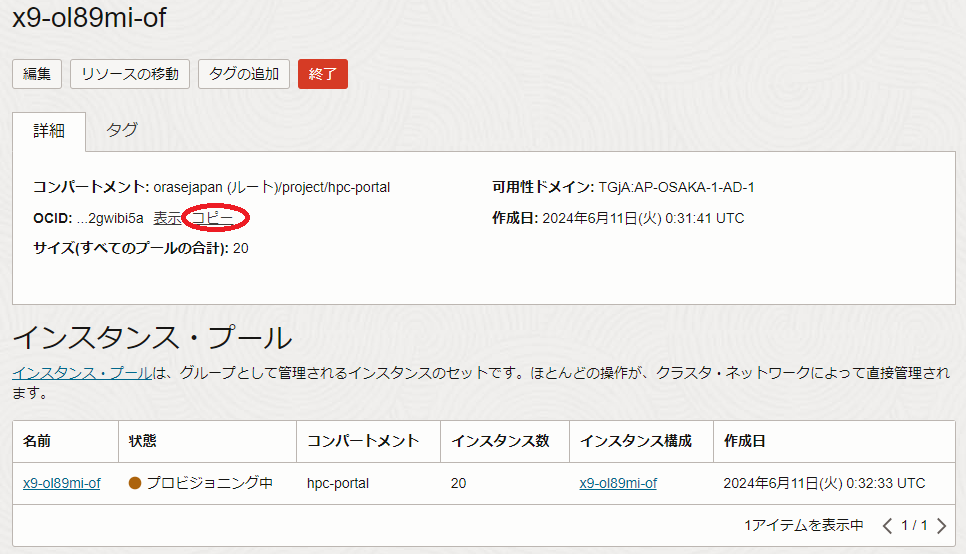 x9-ol89mi-of
編集 リソースの移動 タグの追加 終了
詳細 タグ
コンパートメント: orasejapan (ルート)/project/hpc-portal 可用性ドメイン: TGjA:AP-OSAKA-1-AD-1
OCID: ...2gwibi5a 表示 コピー 作成日: 2024年6月11日(火) 0:31:41 UTC
サイズ(すべてのプールの合計): 20
インスタンス・プール
インスタンス・プールは、グループとして管理されるインスタンスのセットです。ほとんどの操作が、クラスタ・ネットワークによって直接管理され
ます。
名前 状態 コンパートメント インスタンス数 インスタンス構成 作成日
x9-ol89mi-of プロビジョニング中 hpc-portal 20 x9-ol89mi-of 2024年6月11日(火) 0:32:33 UTC
1アイテムを表示中 < 1 / 1 >